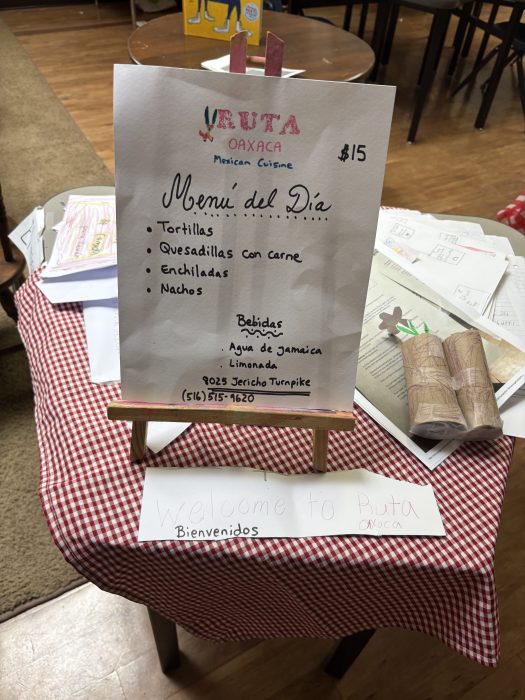 RUTA
OAXACA
Mexican Cuisine
$15
Menú del Día
• Tortillas
• Quesadillas con carne
• Enchiladas
• Nachos
Bebidas
. Agua de jamaica
. Limonada
8025 Jericho Turnpike
(516) 515-9620
Welcome to Ruta
oaxaca
Bienvenidos